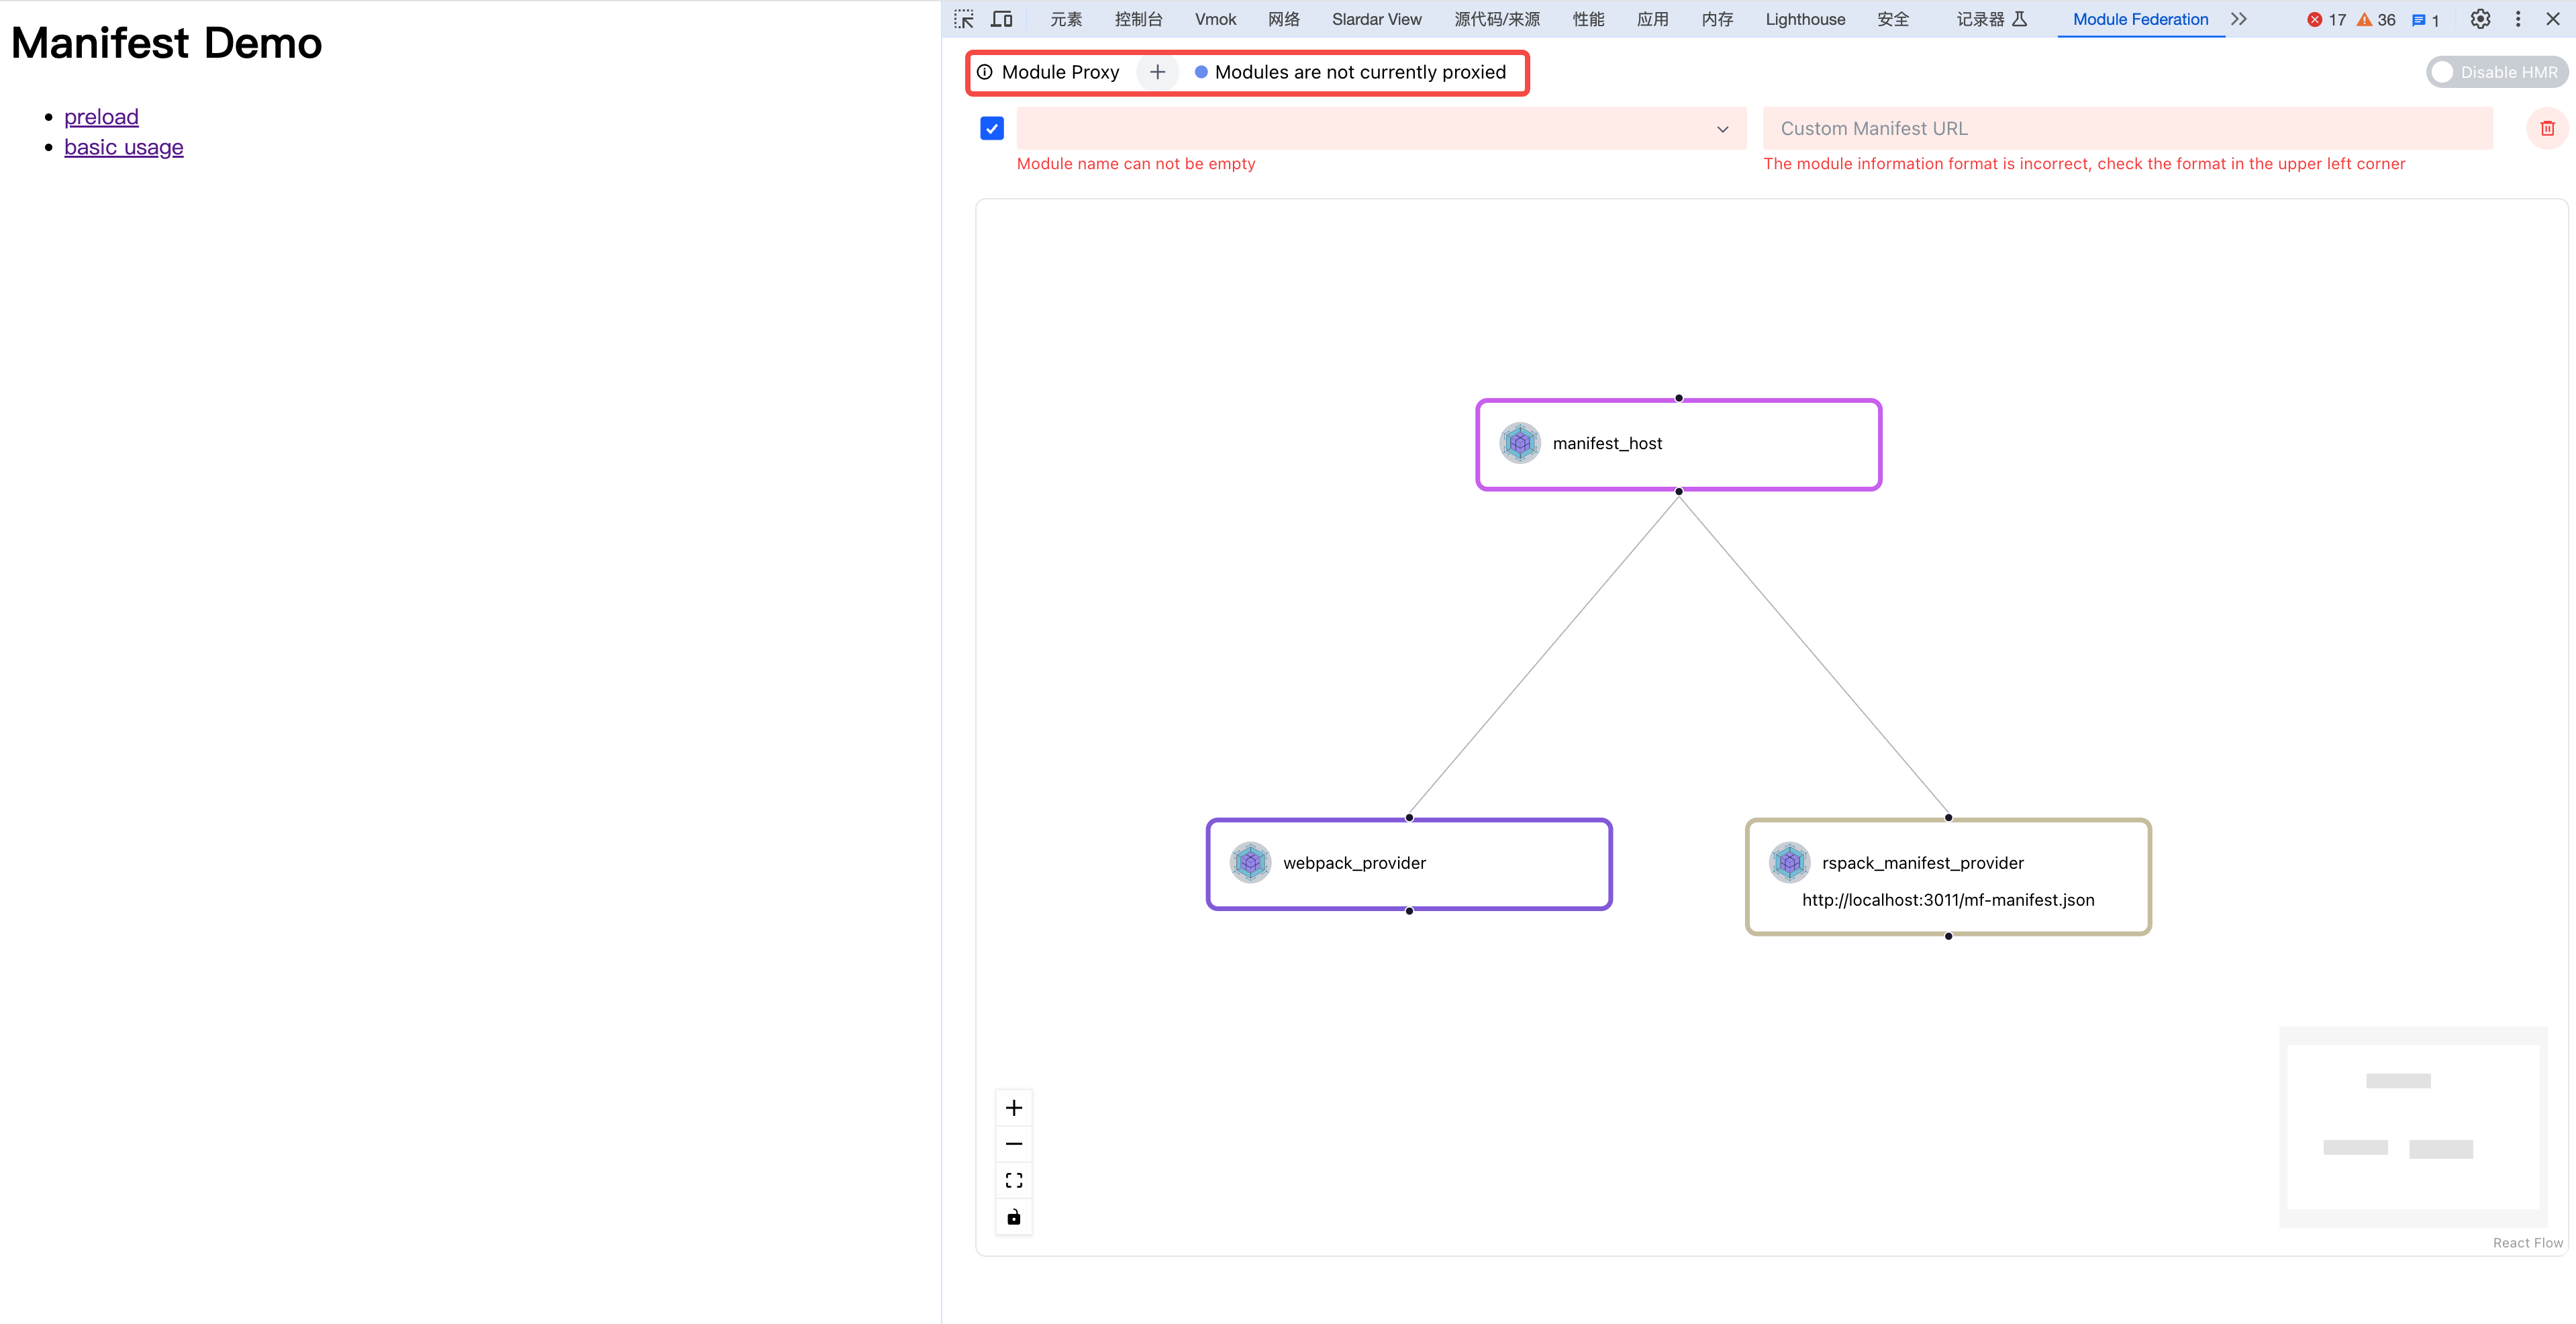 Manifest Demo
preload
basic usage
元素 控制台 Vmok 网络 Slardar View 源代码/来源 性能 应用 内存 Lighthouse 安全 记录器 Module Federation 17 36 1
Module Proxy Modules are not currently proxied Disable HMR
Custom Manifest URL
Module name can not be empty The module information format is incorrect, check the format in the upper left corner
manifest_host
webpack_provider rspack_manifest_provider
http://localhost:3011/mf-manifest.json
React Flow